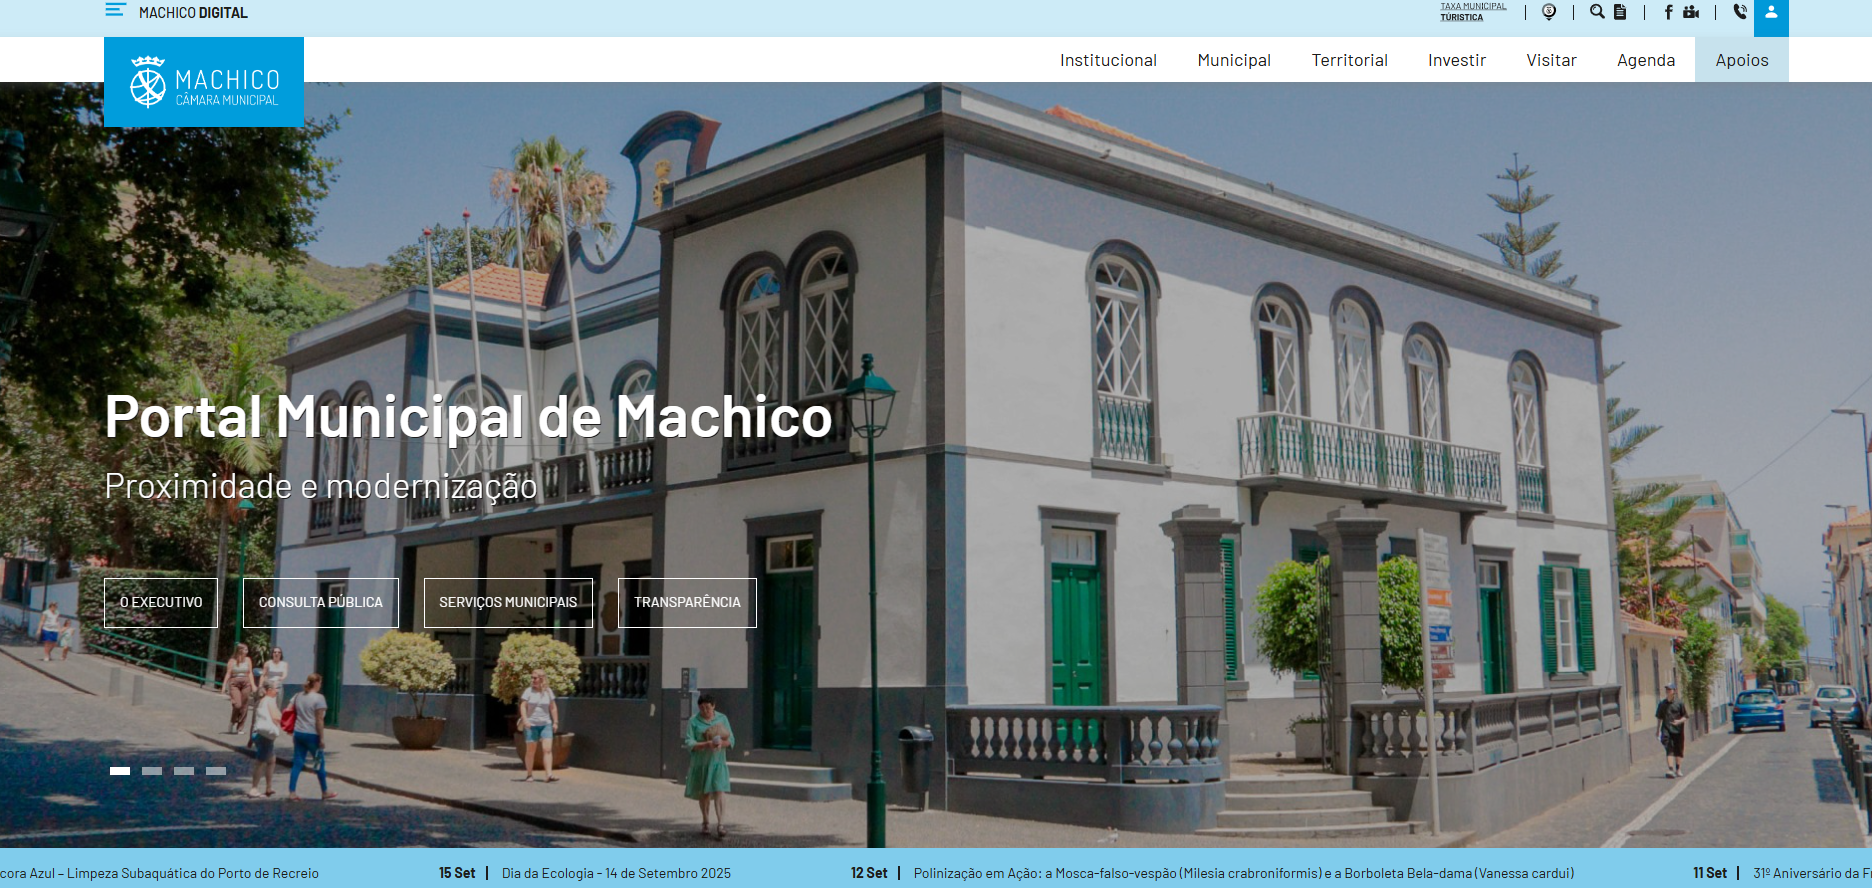 MACHICO DIGITAL
TAXA MUNICIPAL
TÚRISTICA
MACHICO
CÂMARA MUNICIPAL
Institucional
Municipal
Territorial
Investir
Visitar
Agenda
Apoios
Portal Municipal de Machico
Proximidade e modernização
O EXECUTIVO
CONSULTA PÚBLICA
SERVIÇOS MUNICIPAIS
TRANSPARÊNCIA
cora Azul – Limpeza Subaquática do Porto de Recreio
15 Set | Dia da Ecologia - 14 de Setembro 2025
12 Set | Polinização em Ação: a Mosca-falso-vespão (Milesia crabroniformis) e a Borboleta Bela-dama (Vanessa cardui)
11 Set | 31º Aniversário da F